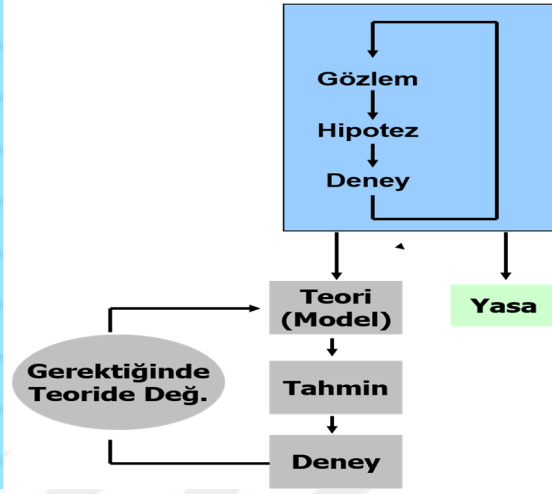 Gözlem
Hipotez
Deney
Teori
(Model)
Yasa
Gerektiğinde
Teoride Değ.
Tahmin
Deney